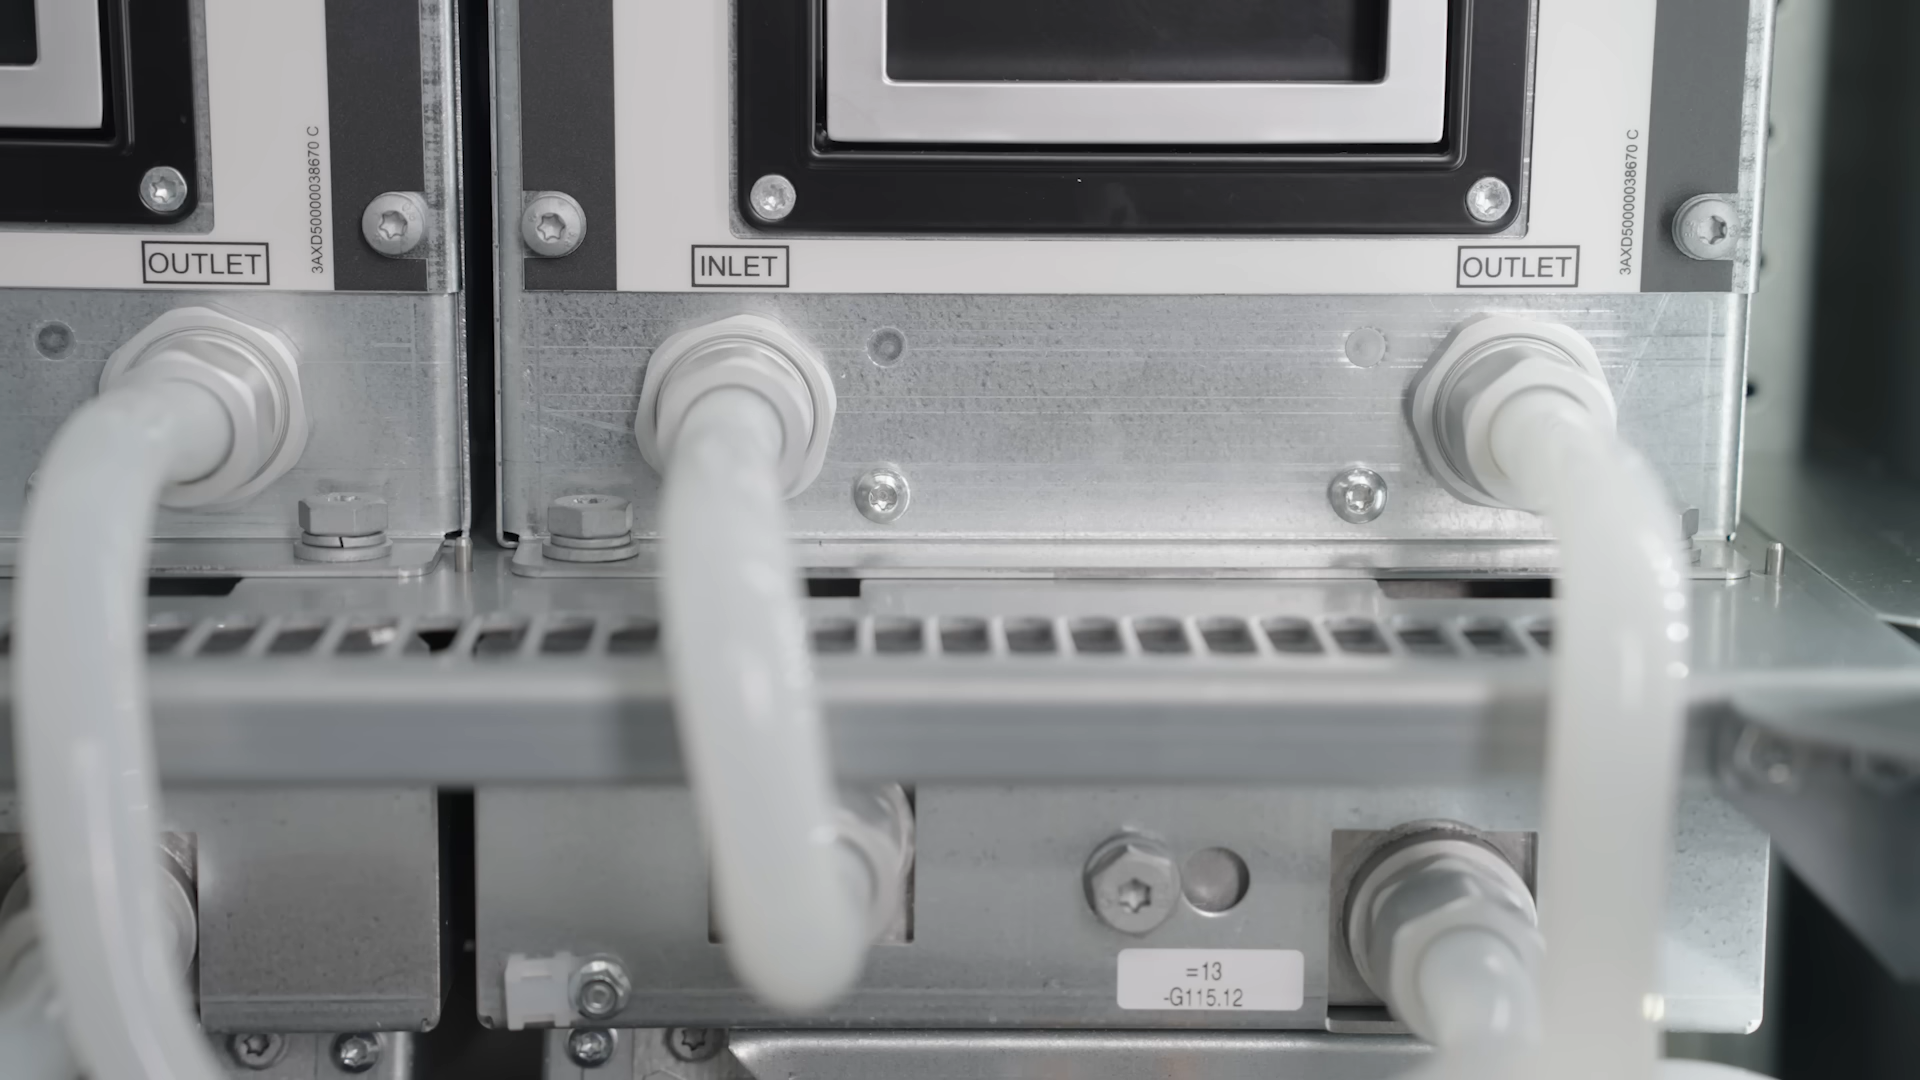 3AXD50000038670 C
OUTLET
INLET
OUTLET
3AXD50000038670 C
=13
-G115.12